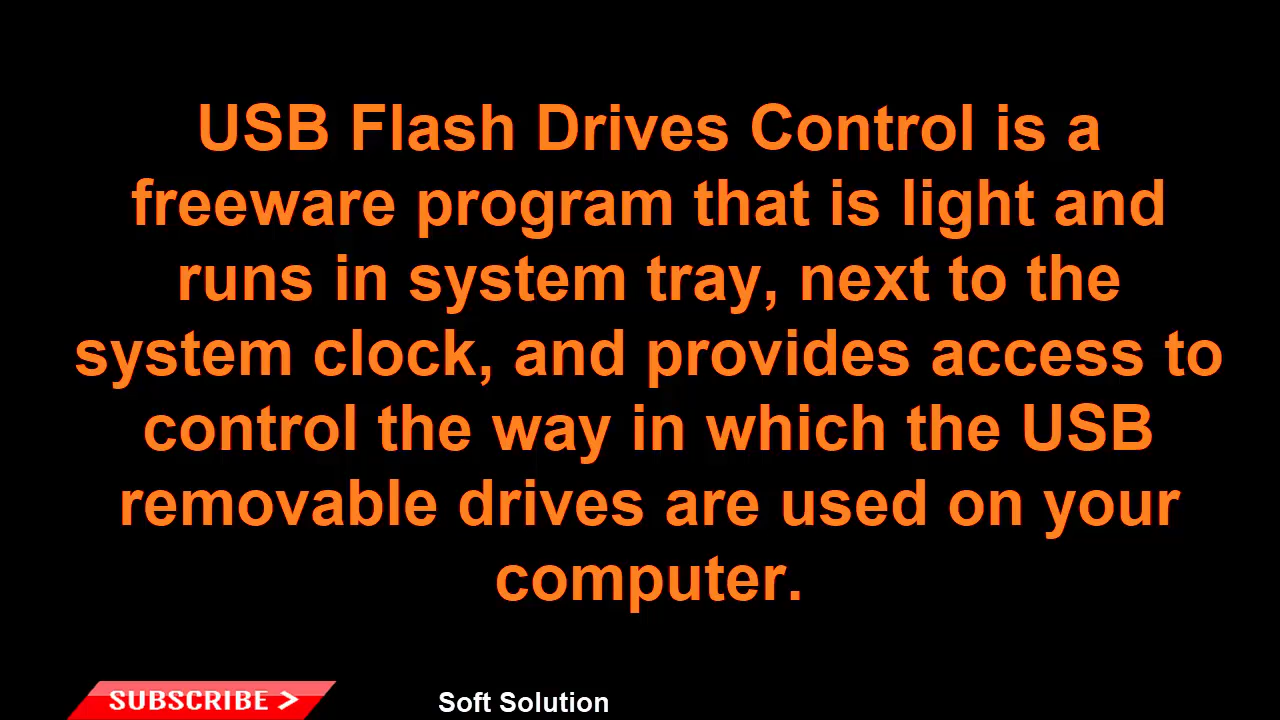 USB Flash Drives Control is a
freeware program that is light and
runs in system tray, next to the
system clock, and provides access to
control the way in which the USB
removable drives are used on your
computer.
SUBSCRIBE >
Soft Solution